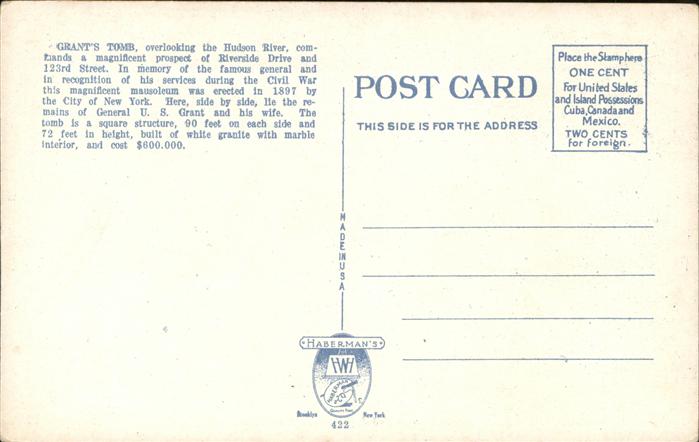 GRANT'S TOMB, overlooking the Hudson River, com-
mands a magnificent prospect of Riverside Drive and
123rd Street. In memory of the famous general and
in recognition of his services during the Civil War
this magnificent mausoleum was erected in 1897 by
the City of New York. Here, side by side, lie the re-
mains of General U. S. Grant and his wife. The
tomb is a square structure, 90 feet on each side and
72 feet in height, built of white granite with marble
interior, and cost $600.000.
POST CARD
THIS SIDE IS FOR THE ADDRESS
Place the Stamp here
ONE CENT
For United States
and Island Possessions
Cuba, Canada and
Mexico.
TWO CENTS
for foreign.
MADE IN USA
HABERMAN'S
HABERMAN'S
Brooklyn New York
422